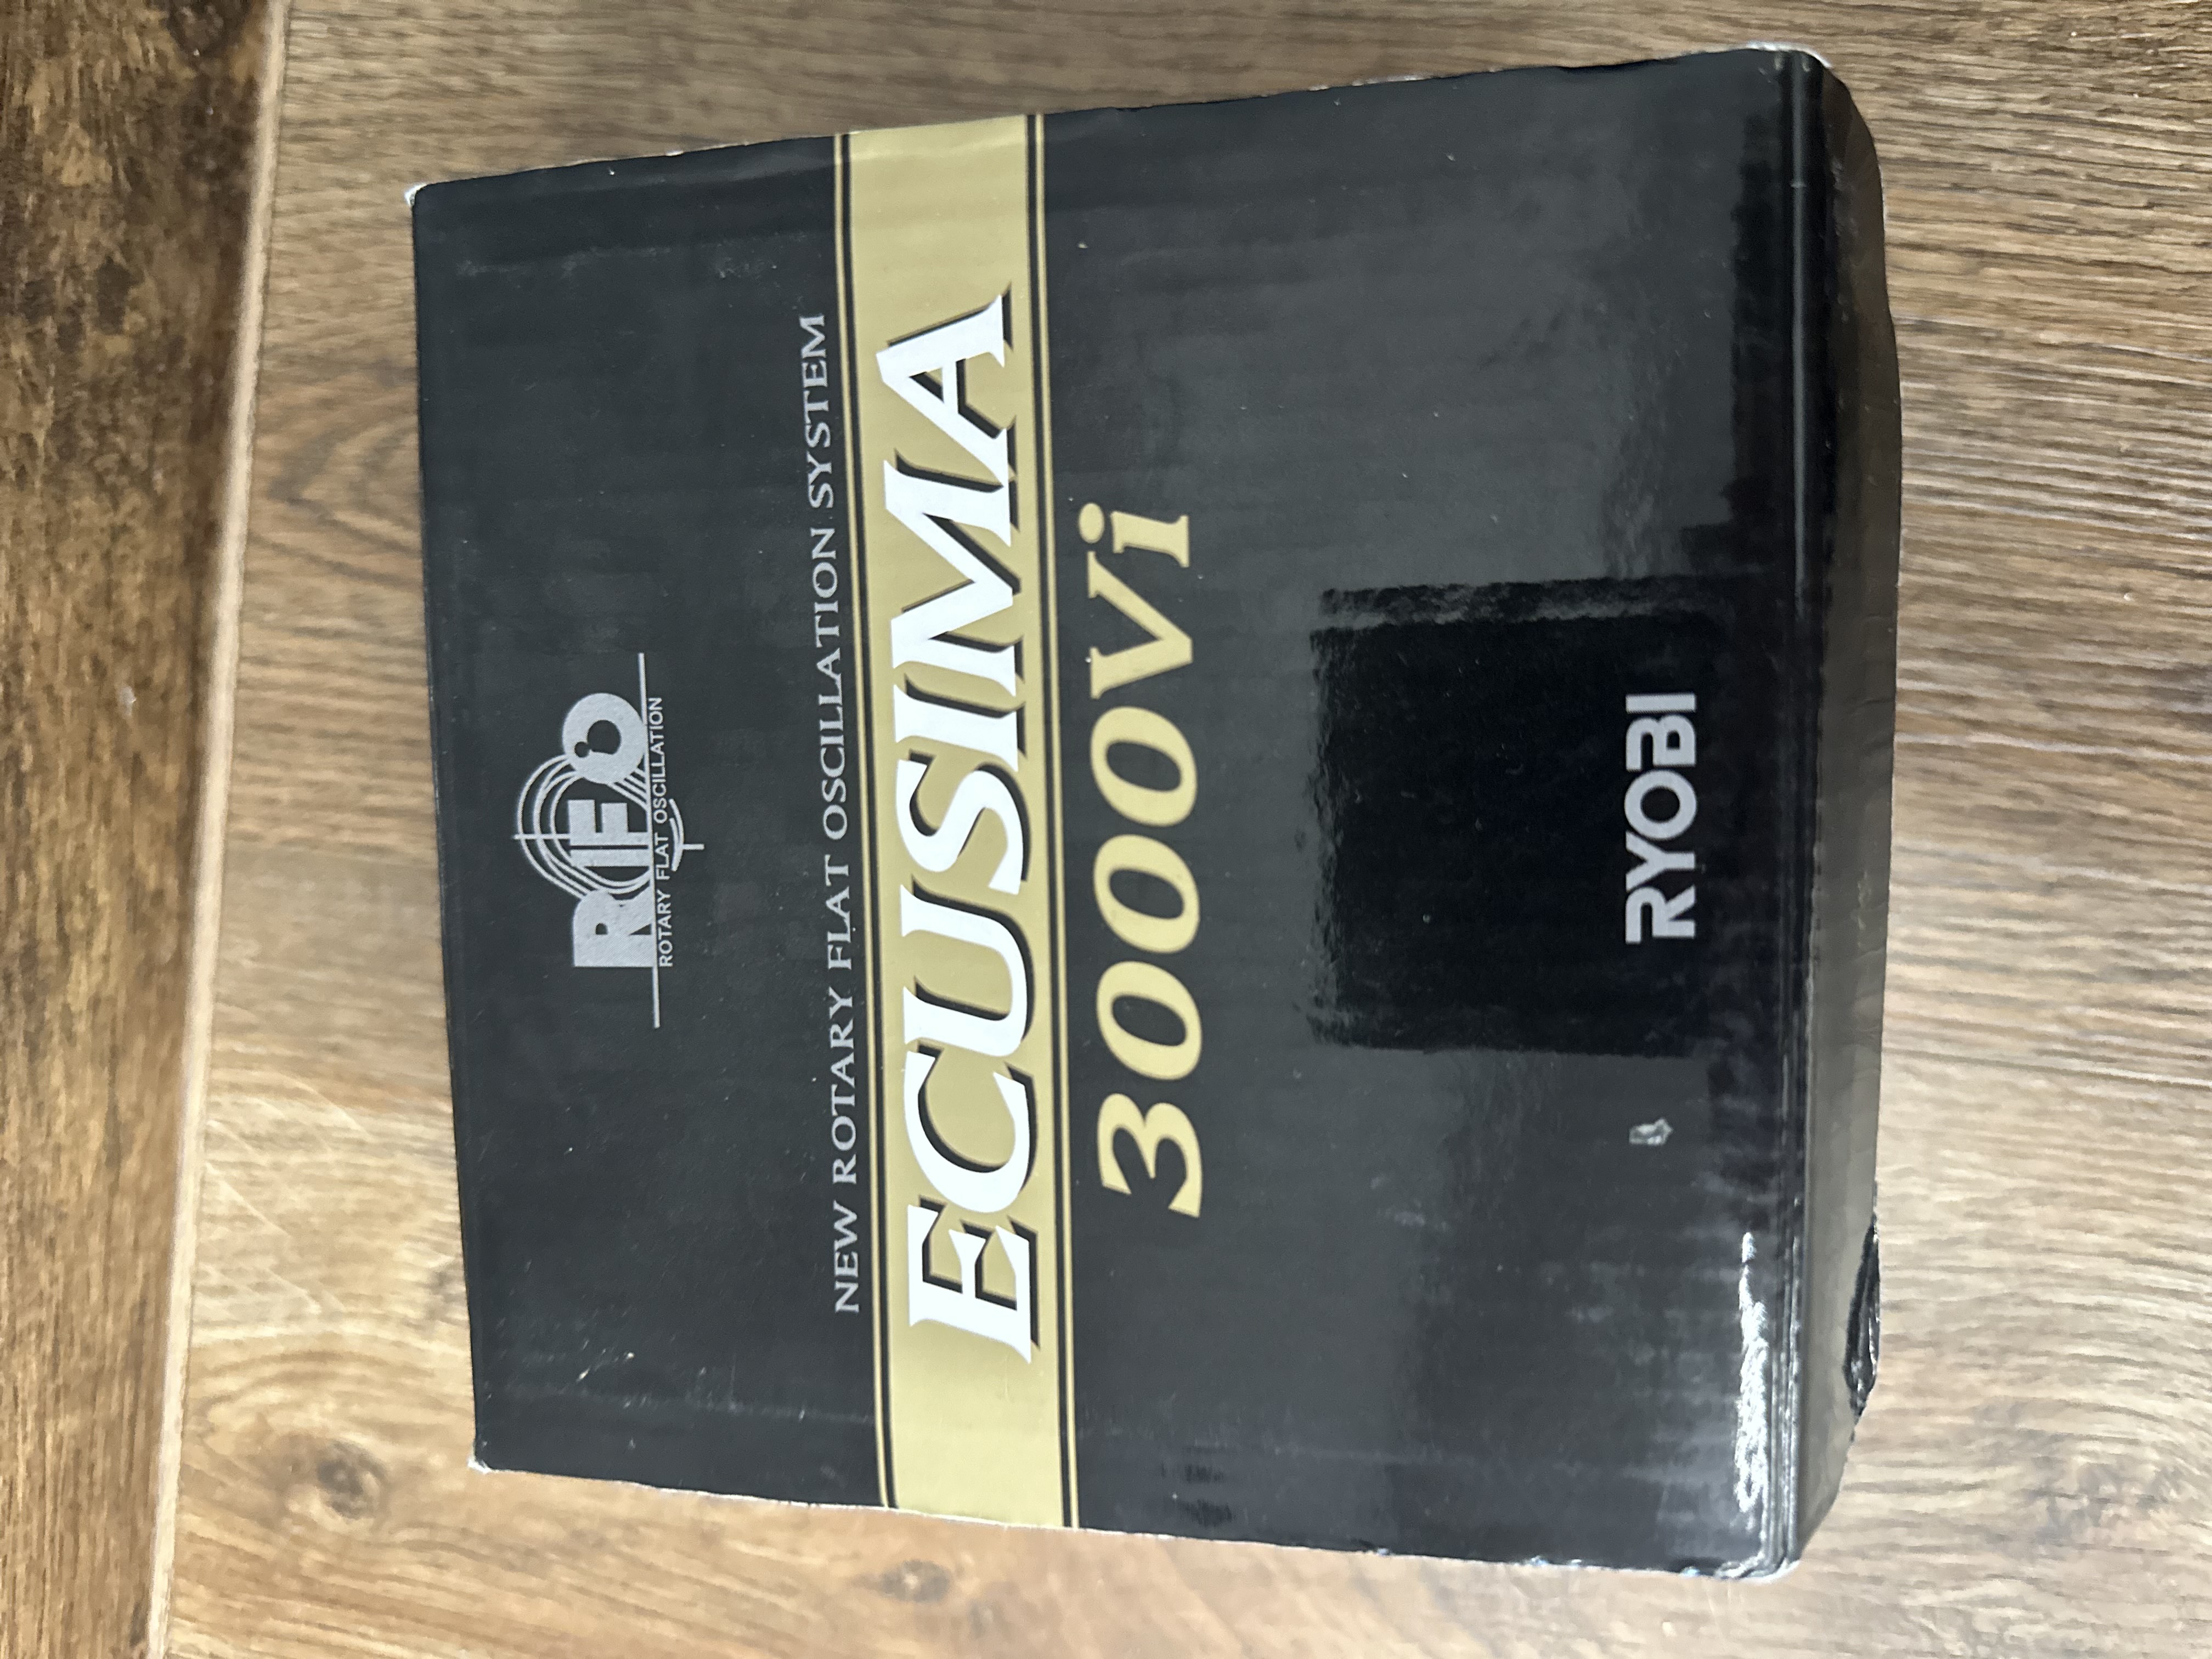 RFO
ROTARY FLAT OSCILLATION
NEW ROTARY FLAT OSCILLATION SYSTEM
ECUSIMA
3000Vi
RYOBI